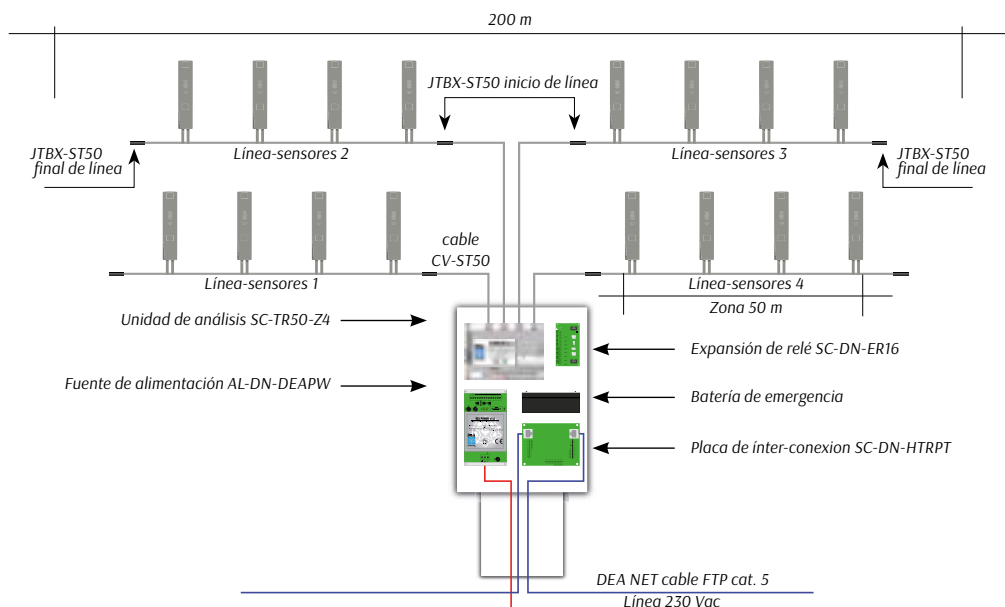 200 m
JTBX-ST50 inicio de línea
JTBX-ST50
final de línea
Línea-sensores 2
Línea-sensores 3
JTBX-ST50
final de línea
cable
CV-ST50
Línea-sensores 1
Línea-sensores 4
Zona 50 m
Unidad de análisis SC-TR50-Z4
Expansión de relé SC-DN-ER16
Fuente de alimentación AL-DN-DEAPW
Batería de emergencia
Placa de ínter-conexion SC-DN-HTRPT
DEA NET cable FTP cat. 5
Línea 230 Vac